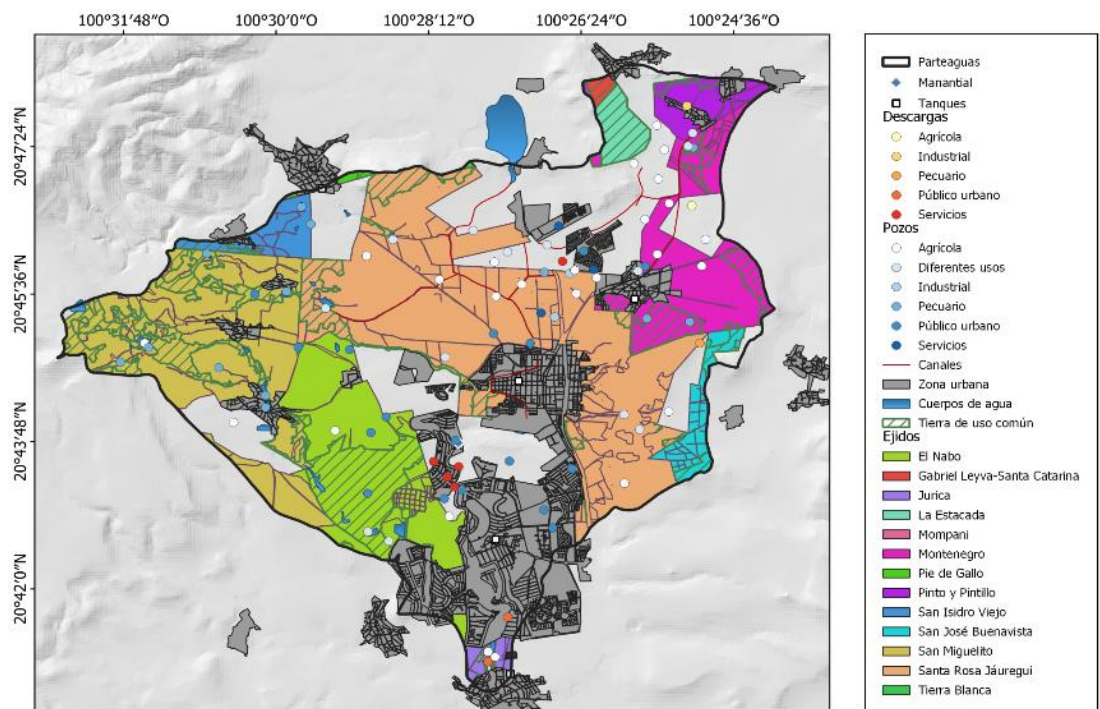 100°31′48″O
100°30′0″O
100°28′12″O
100°26′24″O
100°24′36″O
20°47′24″N
20°45′36″N
20°43′48″N
20°42′0″N
Parteaguas
Manantial
Tanques
Descargas
Agrícola
Industrial
Pecuario
Público urbano
Servicios
Pozos
Agrícola
Diferentes usos
Industrial
Pecuario
Público urbano
Servicios
Canales
Zona urbana
Cuerpos de agua
Tierra de uso común
Ejidos
El Nabo
Gabriel Leyva-Santa Catarina
Jurica
La Estacada
Mompani
Montenegro
Pie de Gallo
Pinto y Pintillo
San Isidro Viejo
San José Buenavista
San Miguelito
Santa Rosa Jáuregui
Tierra Blanca